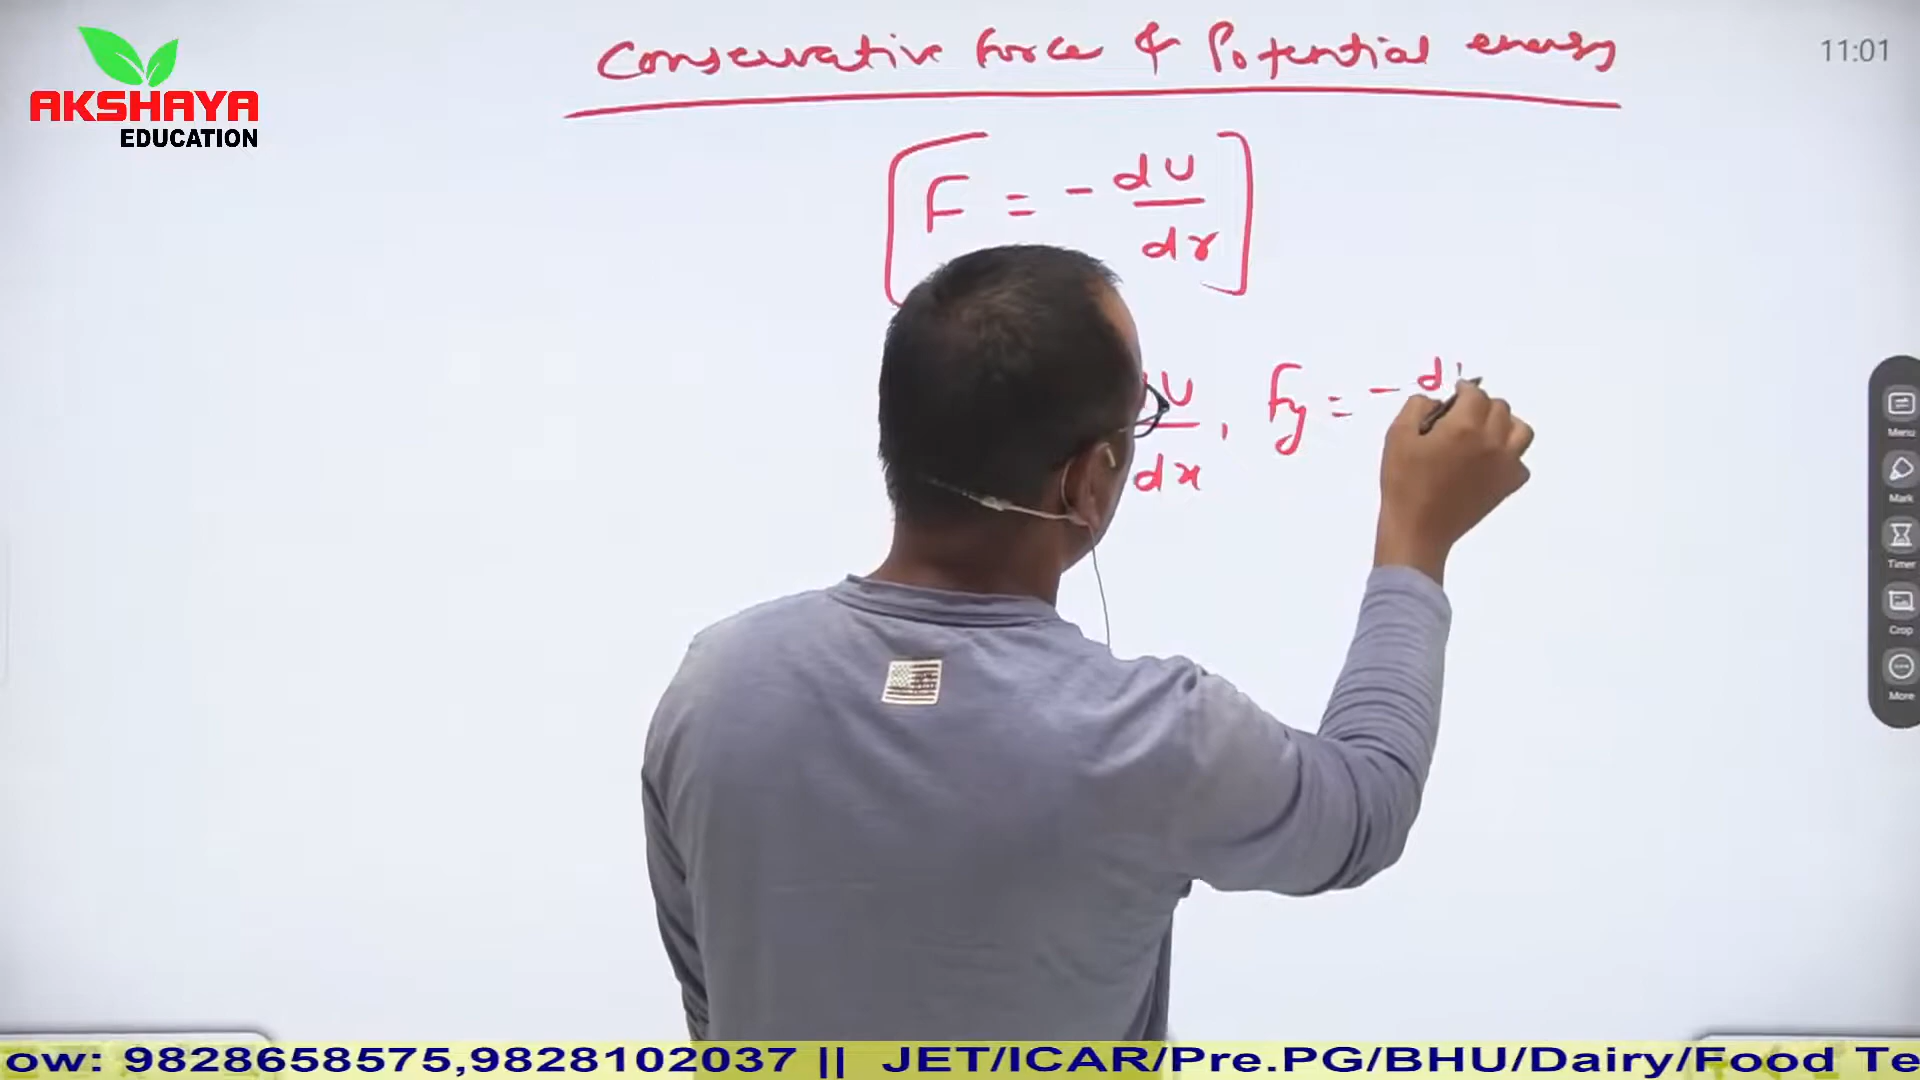 Conservative force & Potential energy
11:01
AKSHAYA
EDUCATION
F = - dU
dr
dU
dx , Fy = - d
Menu
Mark
Timer
Crop
More
ow: 9828658575,9828102037 || JET/ICAR/Pre.PG/BHU/Dairy/Food Te